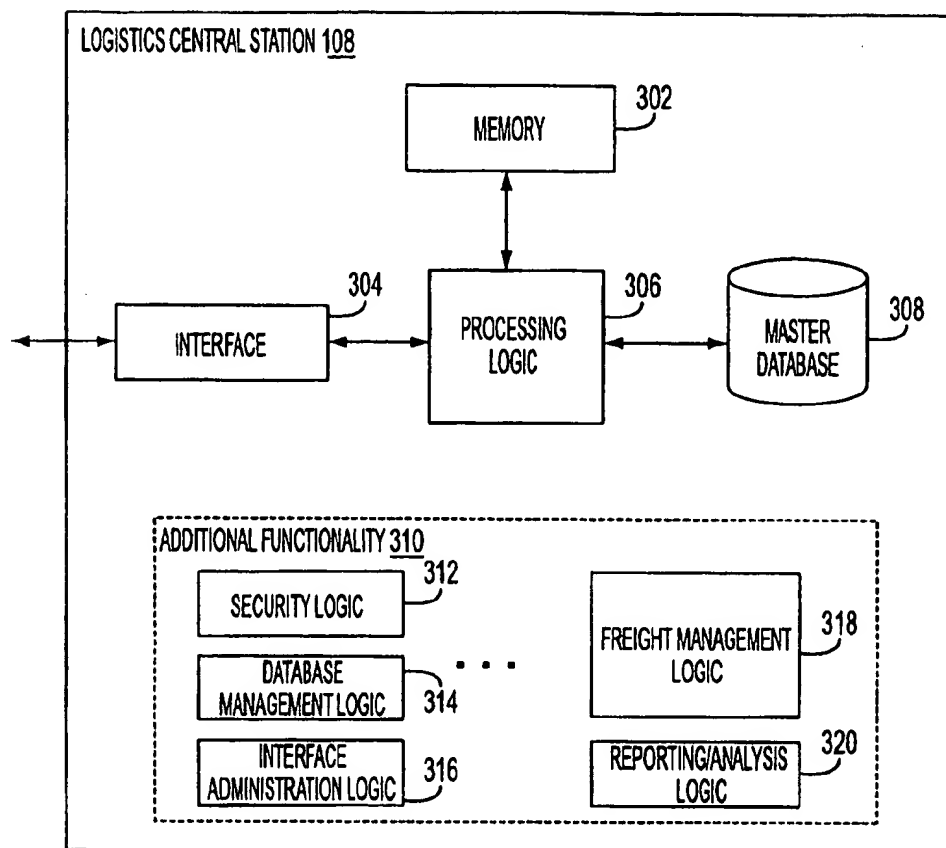 LOGISTICS CENTRAL STATION 108
MEMORY
302
INTERFACE
304
PROCESSING
LOGIC
306
MASTER
DATABASE
308
ADDITIONAL FUNCTIONALITY 310
SECURITY LOGIC
312
DATABASE
MANAGEMENT LOGIC
314
INTERFACE
ADMINISTRATION LOGIC
316
...
FREIGHT MANAGEMENT
LOGIC
318
REPORTING/ANALYSIS
LOGIC
320